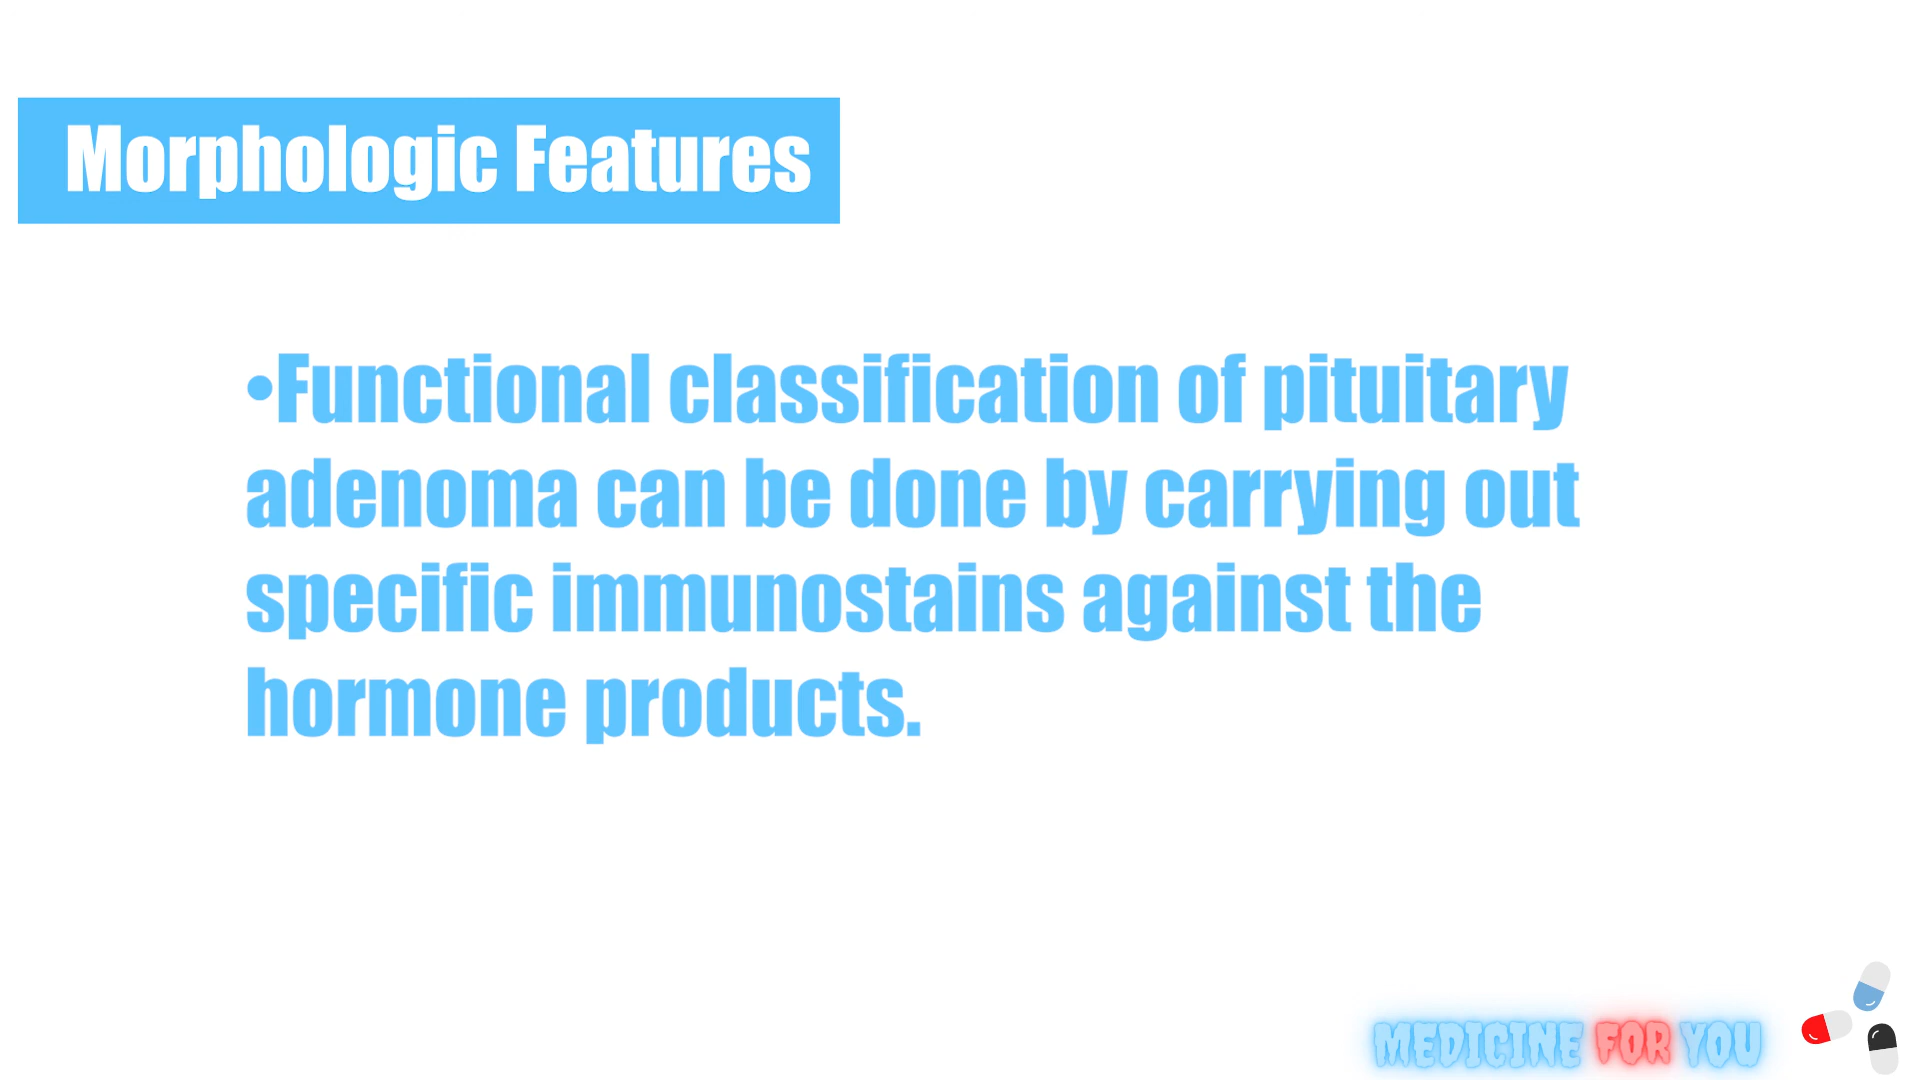 Morphologic Features
•Functional classification of pituitary
adenoma can be done by carrying out
specific immunostains against the
hormone products.
MEDICINE FOR YOU